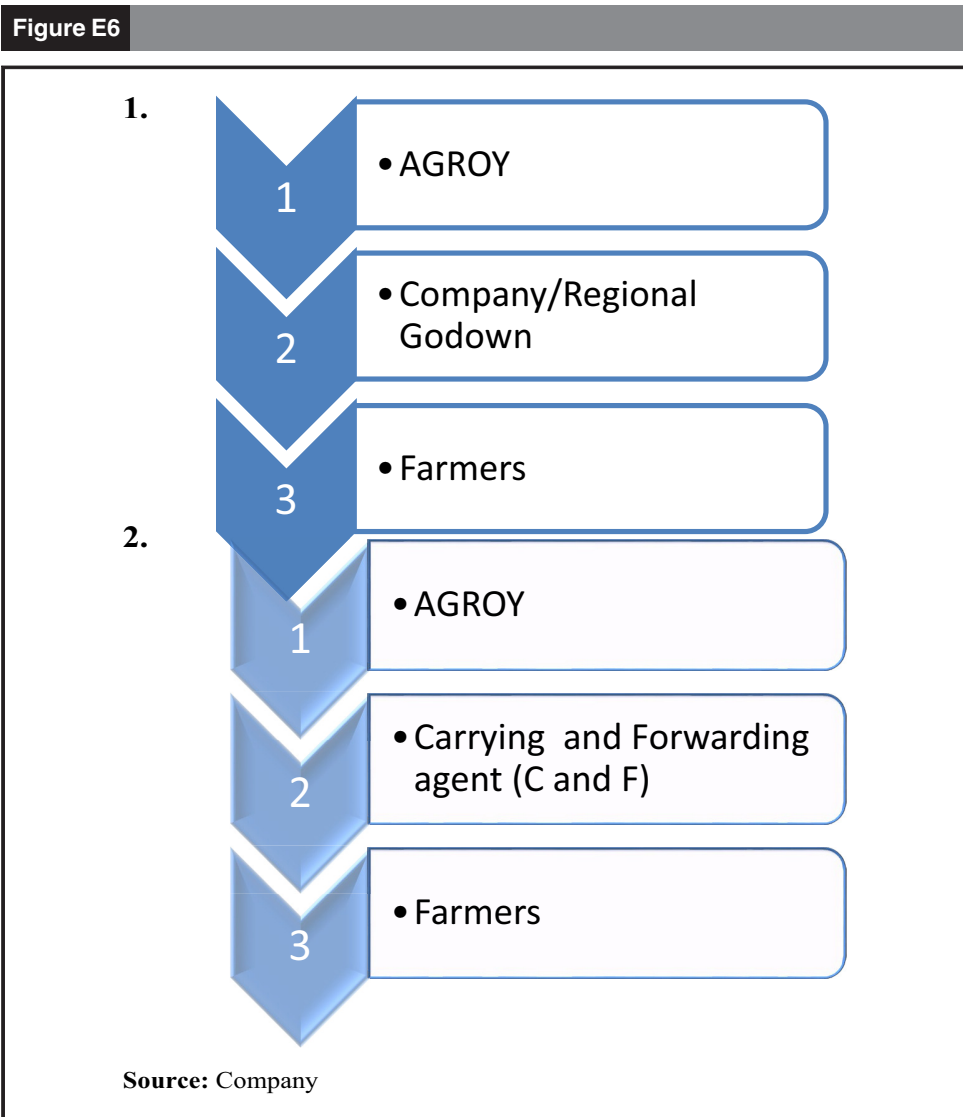 Figure E6
1.
1
• AGROY
2
• Company/Regional
Godown
3
• Farmers
2.
1
• AGROY
2
• Carrying and Forwarding
agent (C and F)
3
• Farmers
Source: Company